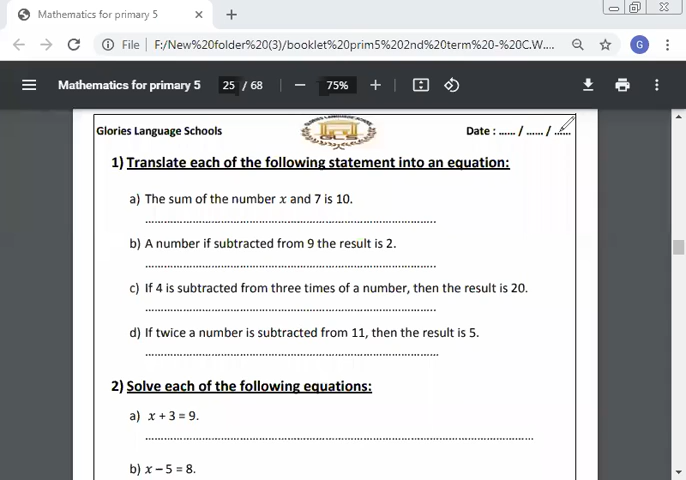 Mathematics for primary 5
File
F:/New%20folder%20(3)/booklet%20prim5%202nd%20term%20-%20C.W....
G
Mathematics for primary 5
25 / 68
75%
Glories Language Schools
GLS
Date : ...... / ...... / ......
1) Translate each of the following statement into an equation:
a) The sum of the number x and 7 is 10.
b) A number if subtracted from 9 the result is 2.
c) If 4 is subtracted from three times of a number, then the result is 20.
d) If twice a number is subtracted from 11, then the result is 5.
2) Solve each of the following equations:
a) x + 3 = 9.
b) x – 5 = 8.